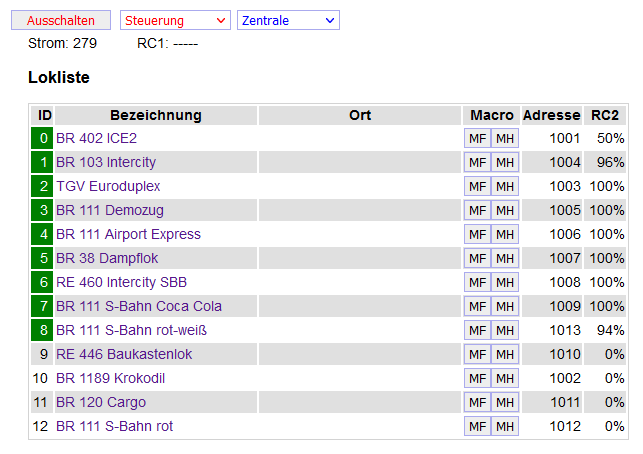 Ausschalten Steuerung Zentrale
Strom: 279 RC1: -----
Lokliste
ID Bezeichnung Ort Macro Adresse RC2
0 BR 402 ICE2 MF MH 1001 50%
1 BR 103 Intercity MF MH 1004 96%
2 TGV Euroduplex MF MH 1003 100%
3 BR 111 Demozug MF MH 1005 100%
4 BR 111 Airport Express MF MH 1006 100%
5 BR 38 Dampflok MF MH 1007 100%
6 RE 460 Intercity SBB MF MH 1008 100%
7 BR 111 S-Bahn Coca Cola MF MH 1009 100%
8 BR 111 S-Bahn rot-weiß MF MH 1013 94%
9 RE 446 Baukastenlok MF MH 1010 0%
10 BR 1189 Krokodil MF MH 1002 0%
11 BR 120 Cargo MF MH 1011 0%
12 BR 111 S-Bahn rot MF MH 1012 0%